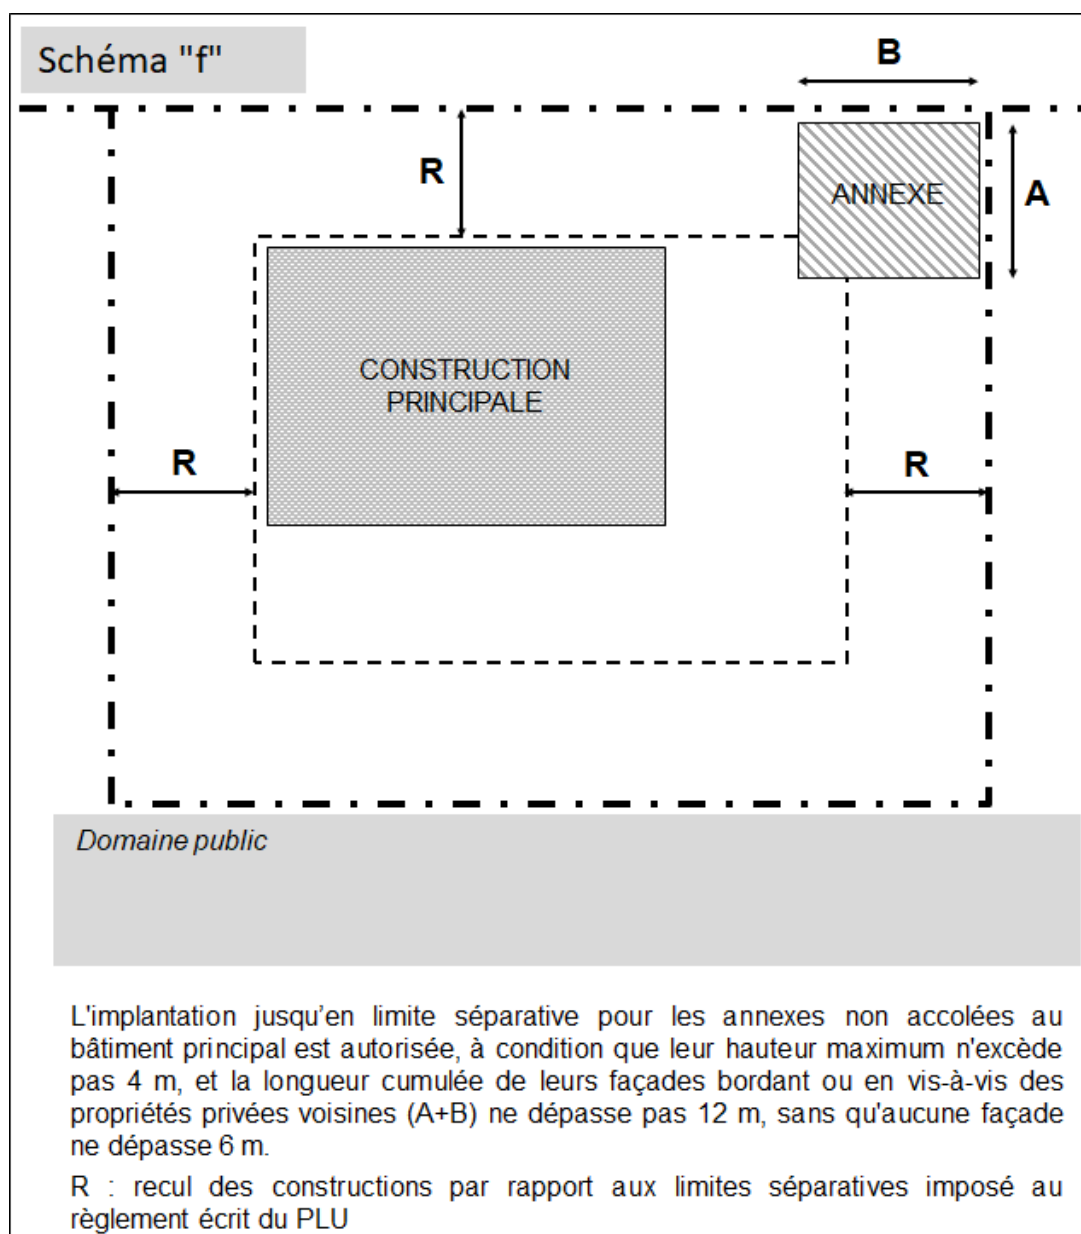 Schéma "f"
B
R
ANNEXE
A
CONSTRUCTION
PRINCIPALE
R
R
Domaine public
L'implantation jusqu’en limite séparative pour les annexes non accolées au
bâtiment principal est autorisée, à condition que leur hauteur maximum n'excède
pas 4 m, et la longueur cumulée de leurs façades bordant ou en vis-à-vis des
propriétés privées voisines (A+B) ne dépasse pas 12 m, sans qu'aucune façade
ne dépasse 6 m.
R : recul des constructions par rapport aux limites séparatives imposé au
règlement écrit du PLU